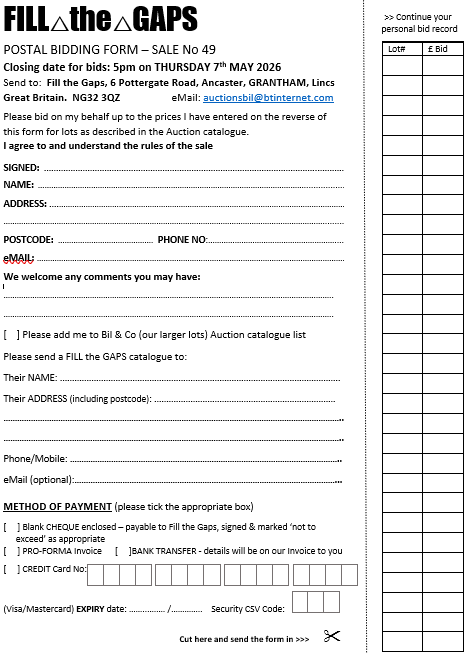 FILL△the△GAPS
POSTAL BIDDING FORM – SALE No 49
Closing date for bids: 5pm on THURSDAY 7th MAY 2026
Send to: Fill the Gaps, 6 Pottergate Road, Ancaster, GRANTHAM, Lincs
Great Britain. NG32 3QZ eMail: auctionsbil@btinternet.com
Please bid on my behalf up to the prices I have entered on the reverse of
this form for lots as described in the Auction catalogue.
I agree to and understand the rules of the sale
SIGNED:
NAME:
ADDRESS:
POSTCODE: PHONE NO:
eMAIL:
We welcome any comments you may have:
[ ] Please add me to Bil & Co (our larger lots) Auction catalogue list
Please send a FILL the GAPS catalogue to:
Their NAME:
Their ADDRESS (including postcode):
Phone/Mobile:
eMail (optional):
METHOD OF PAYMENT (please tick the appropriate box)
[ ] Blank CHEQUE enclosed – payable to Fill the Gaps, signed & marked 'not to
exceed' as appropriate
[ ] PRO-FORMA Invoice [ ]BANK TRANSFER - details will be on our Invoice to you
[ ] CREDIT Card No:
(Visa/Mastercard) EXPIRY date: ............... /............. Security CSV Code:
Cut here and send the form in >>>
>> Continue your
personal bid record
Lot# £ Bid